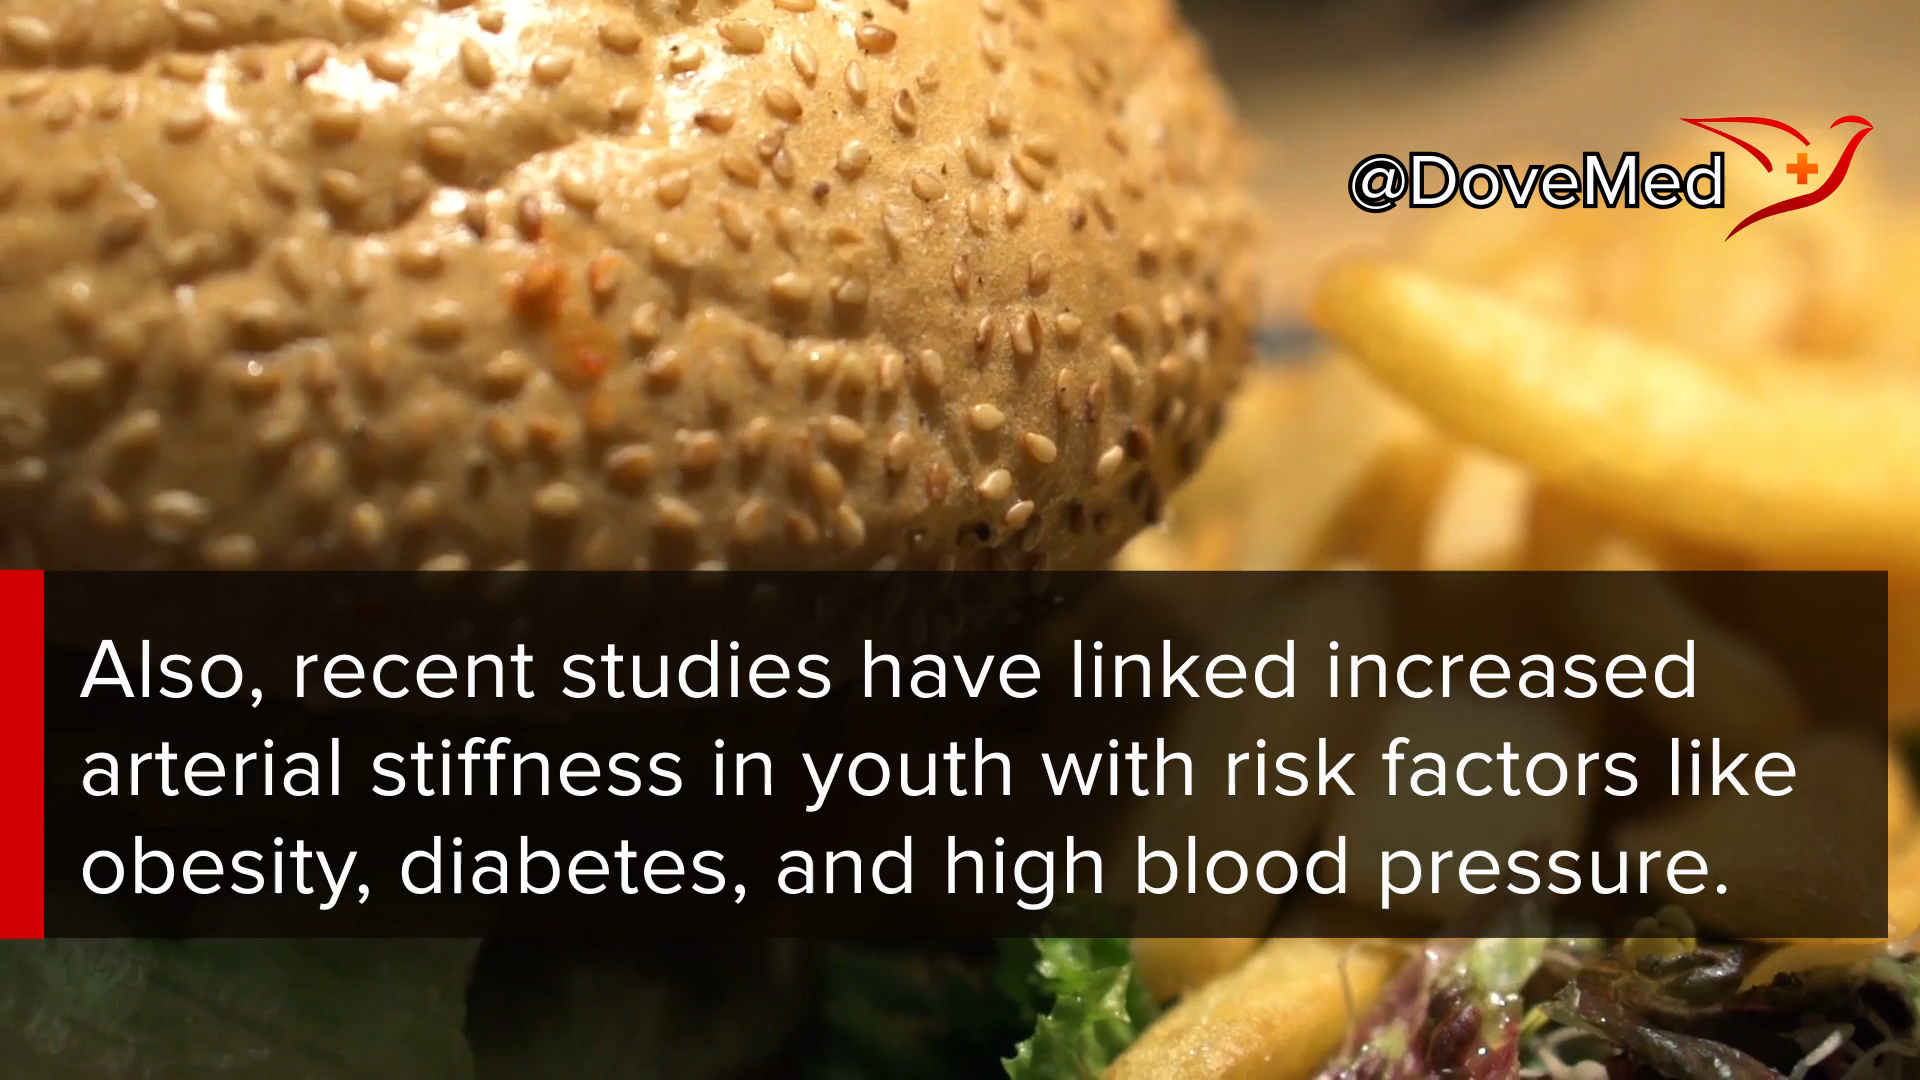 @DoveMed
Also, recent studies have linked increased
arterial stiffness in youth with risk factors like
obesity, diabetes, and high blood pressure.